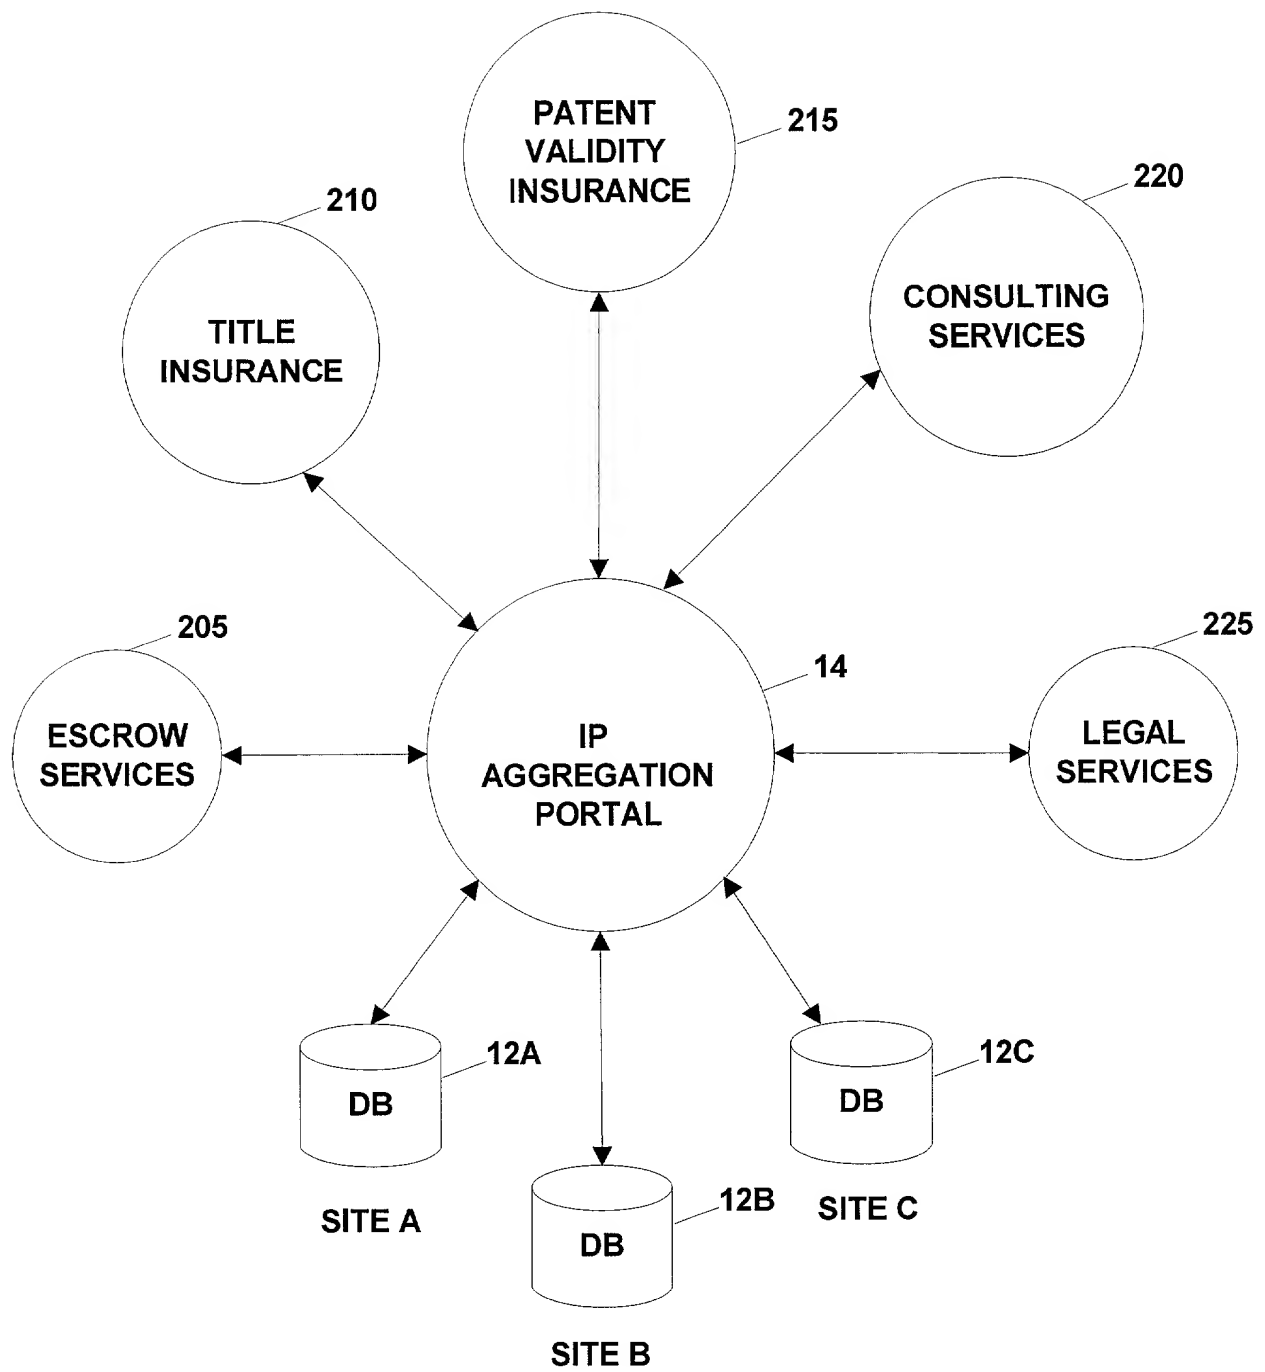 PATENT
VALIDITY
INSURANCE
215
220
210
CONSULTING
SERVICES
TITLE
INSURANCE
205
225
14
ESCROW
SERVICES
IP
AGGREGATION
PORTAL
LEGAL
SERVICES
12A
DB
12C
DB
SITE A
12B
DB
SITE C
SITE B